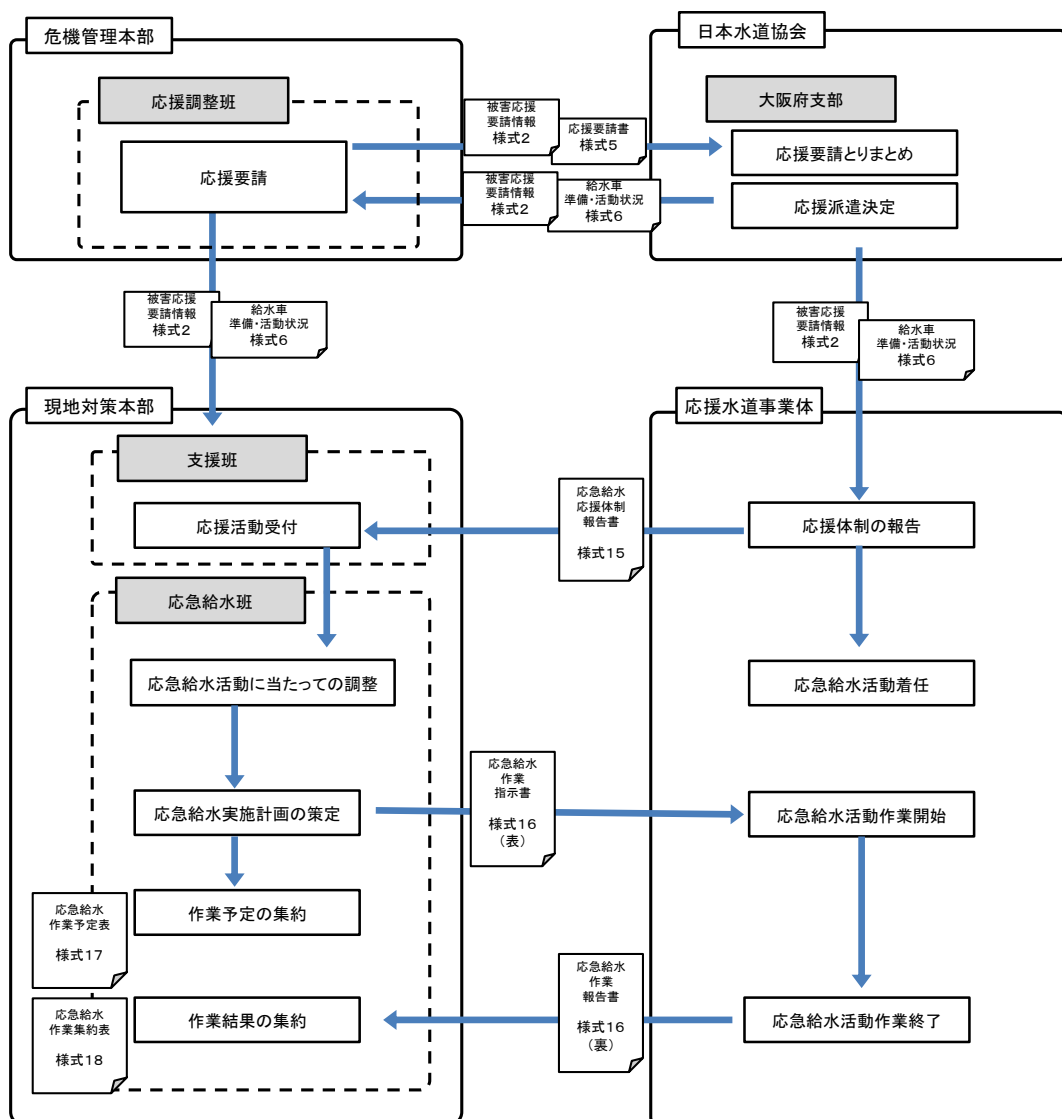 危機管理本部
日本水道協会
応援調整班
大阪府支部
被害応援
要請情報
様式2
応援要請書
様式5
応援要請
応援要請とりまとめ
被害応援
要請情報
様式2
給水車
準備・活動状況
様式6
応援派遣決定
被害応援
要請情報
様式2
給水車
準備・活動状況
様式6
被害応援
要請情報
様式2
給水車
準備・活動状況
様式6
現地対策本部
応援水道事業体
支援班
応援活動受付
応急給水
応援体制
報告書
様式15
応援体制の報告
応急給水班
応急給水活動に当たっての調整
応急給水活動着任
応急給水実施計画の策定
応急給水
作業
指示書
様式16
(表)
応急給水活動作業開始
応急給水
作業予定表
様式17
作業予定の集約
応急給水
作業集約表
様式18
作業結果の集約
応急給水
作業
報告書
様式16
(裏)
応急給水活動作業終了